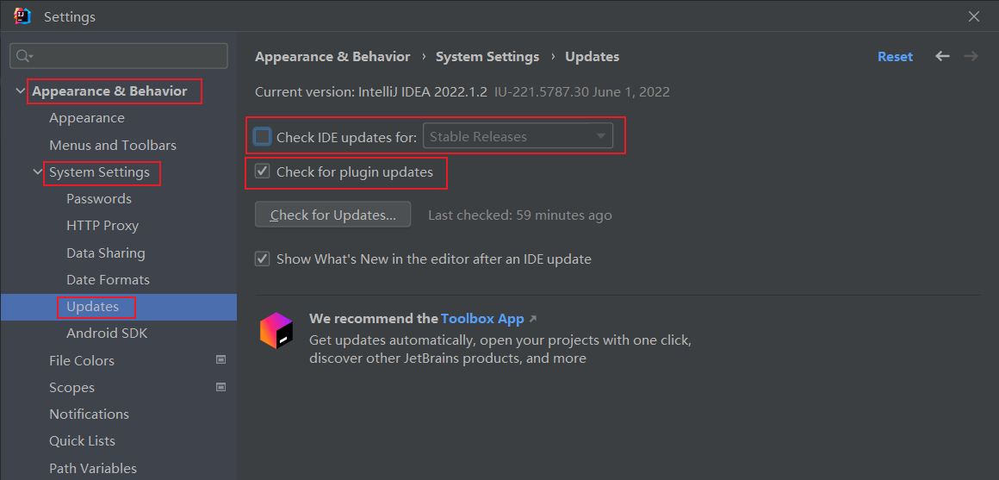 Settings
Appearance & Behavior
Appearance
Menus and Toolbars
System Settings
Passwords
HTTP Proxy
Data Sharing
Date Formats
Updates
Android SDK
File Colors
Scopes
Notifications
Quick Lists
Path Variables
Appearance & Behavior › System Settings › Updates
Reset
Current version: IntelliJ IDEA 2022.1.2 IU-221.5787.30 June 1, 2022
Check IDE updates for: Stable Releases
Check for plugin updates
Check for Updates... Last checked: 59 minutes ago
Show What's New in the editor after an IDE update
We recommend the Toolbox App ↗
Get updates automatically, open your projects with one click,
discover other JetBrains products, and more